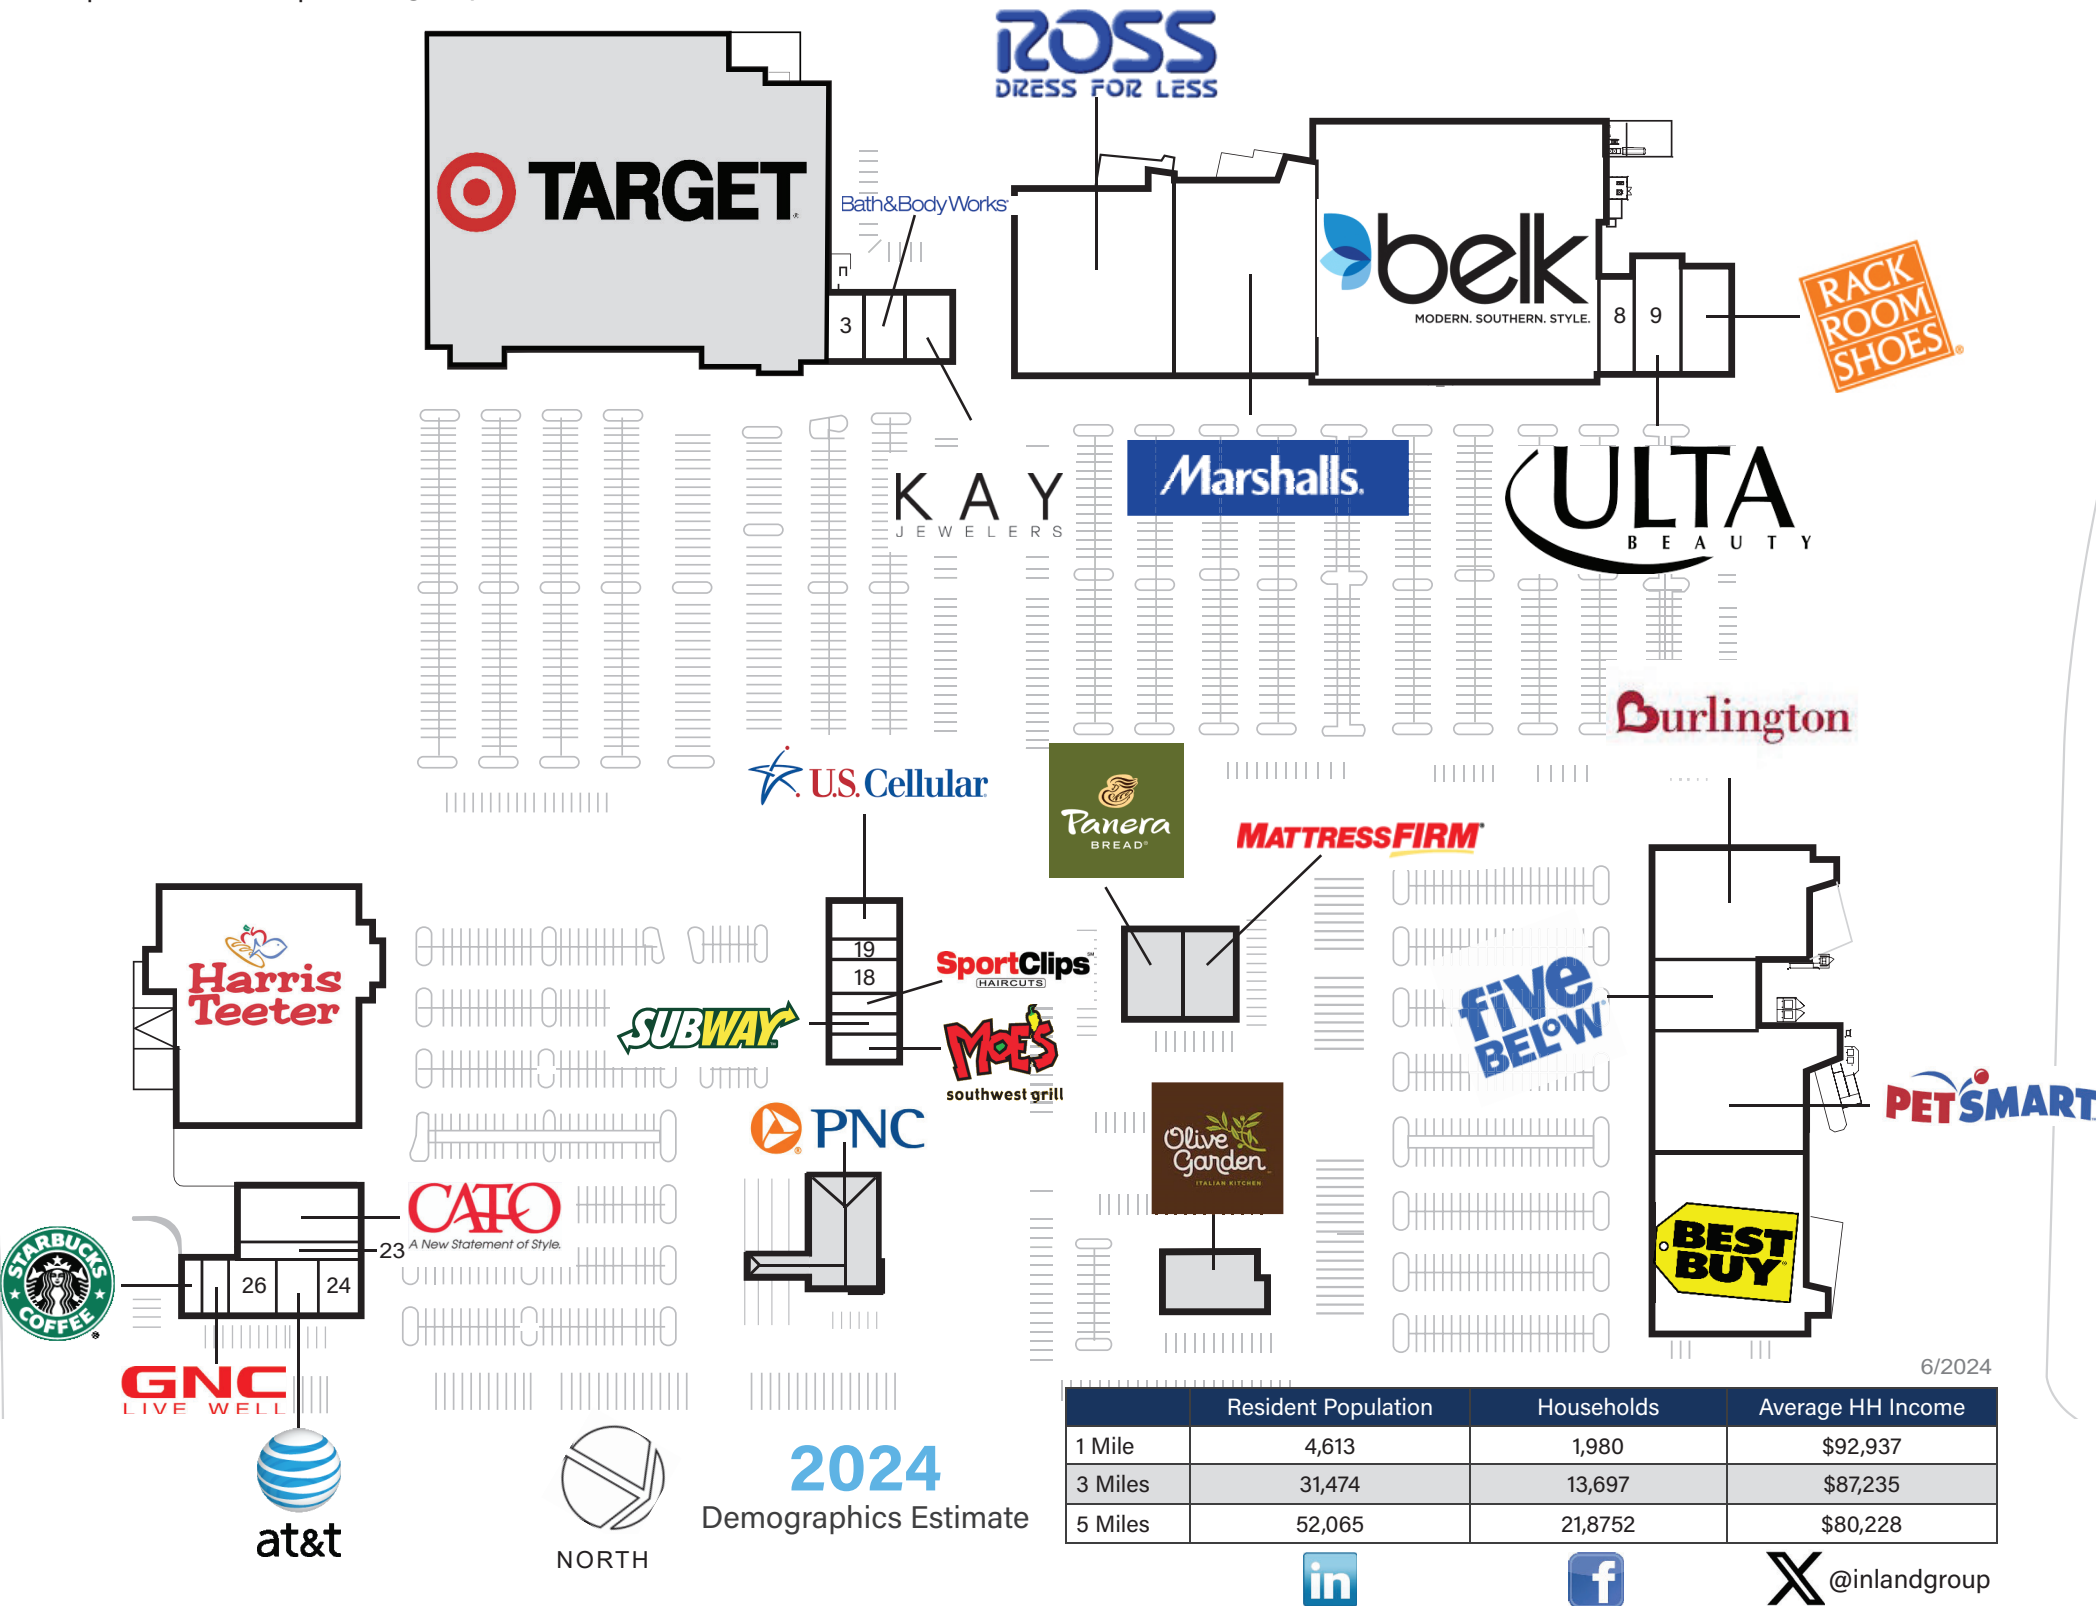 ROSS
DRESS FOR LESS
TARGET
Bath&Body Works
belk
MODERN. SOUTHERN. STYLE.
3
8
9
RACK
ROOM
SHOES
KAY
JEWELERS
Marshalls.
ULTA
BEAUTY
Burlington
U.S. Cellular
Panera
BREAD
MATTRESSFIRM
Harris
Teeter
19
18
SportClips
HAIRCUTS
SUBWAY
MOE'S
southwest grill
five
BEL°W
PETSMART
PNC
Olive
Garden
ITALIAN KITCHEN
CATO
A New Statement of Style.
23
STARBUCKS
COFFEE
26
24
BEST
BUY
GNC
LIVE WELL
at&t
NORTH
2024
Demographics Estimate
6/2024
Resident Population Households Average HH Income
1 Mile 4,613 1,980 $92,937
3 Miles 31,474 13,697 $87,235
5 Miles 52,065 21,8752 $80,228
in
f
X @inlandgroup